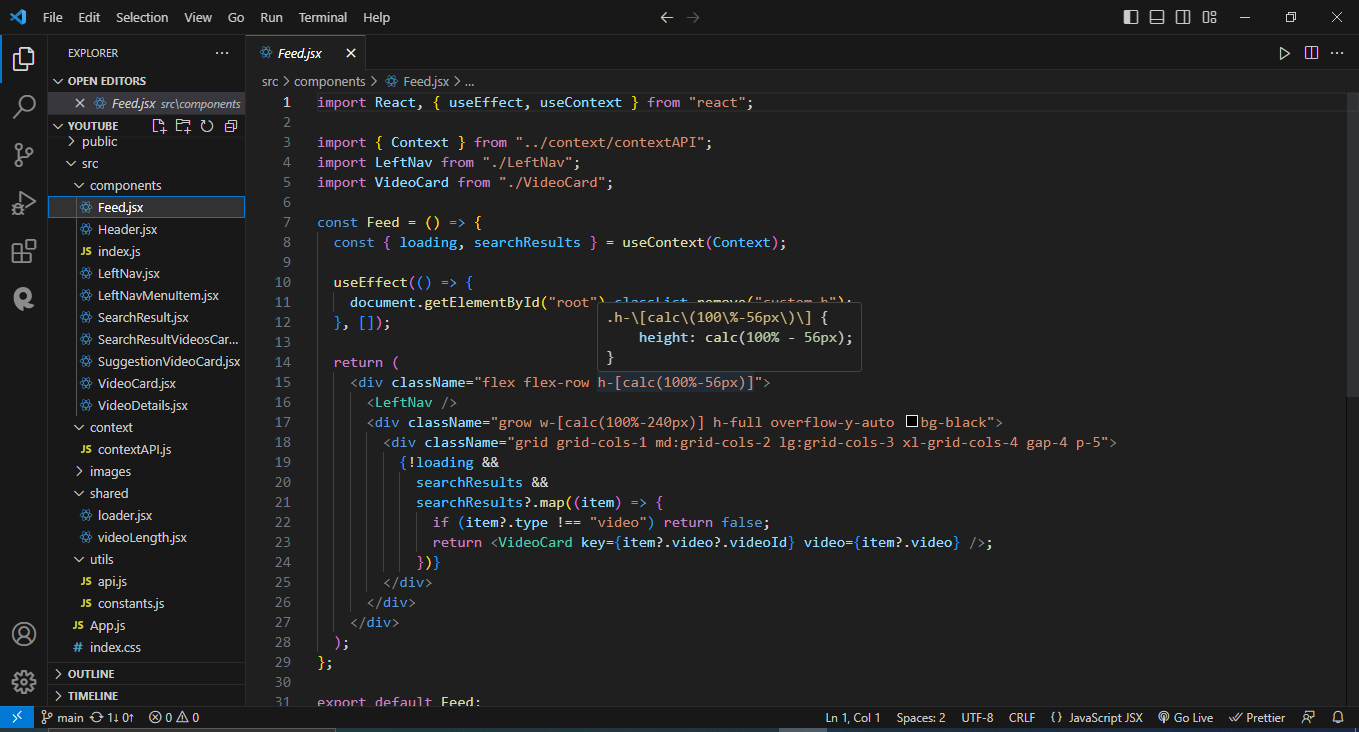 File Edit Selection View Go Run Terminal Help
EXPLORER
OPEN EDITORS
Feed.jsx src\components
YOUTUBE
public
src
components
Feed.jsx
Header.jsx
JS index.js
LeftNav.jsx
LeftNavMenuItem.jsx
SearchResult.jsx
SearchResultVideosCar...
SuggestionVideoCard.jsx
VideoCard.jsx
VideoDetails.jsx
context
JS contextAPI.js
images
shared
loader.jsx
videoLength.jsx
utils
JS api.js
JS constants.js
JS App.js
# index.css
OUTLINE
TIMELINE
Feed.jsx
src > components > Feed.jsx > ...
1 import React, { useEffect, useContext } from "react";
2
3 import { Context } from "../context/contextAPI";
4 import LeftNav from "./LeftNav";
5 import VideoCard from "./VideoCard";
6
7 const Feed = () => {
8 const { loading, searchResults } = useContext(Context);
9
10 useEffect(() => {
11 document.getElementById("root").classList.remove("custom-h");
12 }, []);
13
.h-\[calc\(100\%-56px\)\] {
height: calc(100% - 56px);
}
14 return (
15 <div className="flex flex-row h-[calc(100%-56px)]">
16 <LeftNav />
17 <div className="grow w-[calc(100%-240px)] h-full overflow-y-auto bg-black">
18 <div className="grid grid-cols-1 md:grid-cols-2 lg:grid-cols-3 xl-grid-cols-4 gap-4 p-5">
19 {!loading &&
20 searchResults &&
21 searchResults?.map((item) => {
22 if (item?.type !== "video") return false;
23 return <VideoCard key={item?.video?.videoId} video={item?.video} />;
24 })}
25 </div>
26 </div>
27 </div>
28 );
29 };
30
31 export default Feed;
main 1↓ 0↑ 0 0 Ln 1, Col 1 Spaces: 2 UTF-8 CRLF {} JavaScript JSX Go Live Prettier